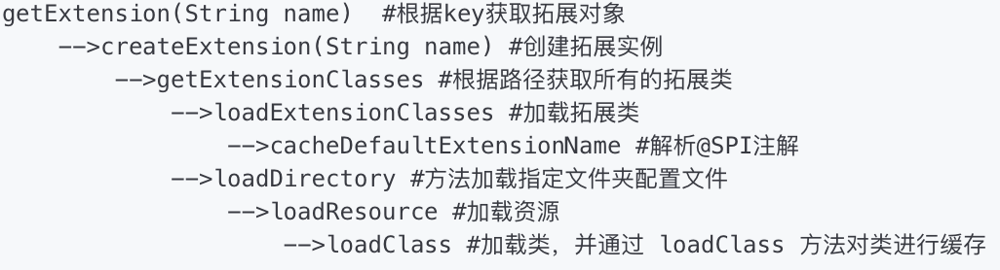 getExtension(String name)  #根据key获取拓展对象
    -->createExtension(String name) #创建拓展实例
        -->getExtensionClasses #根据路径获取所有的拓展类
            -->loadExtensionClasses #加载拓展类
                -->cacheDefaultExtensionName #解析@SPI注解
            -->loadDirectory #方法加载指定文件夹配置文件
                -->loadResource #加载资源
                    -->loadClass #加载类，并通过 loadClass 方法对类进行缓存